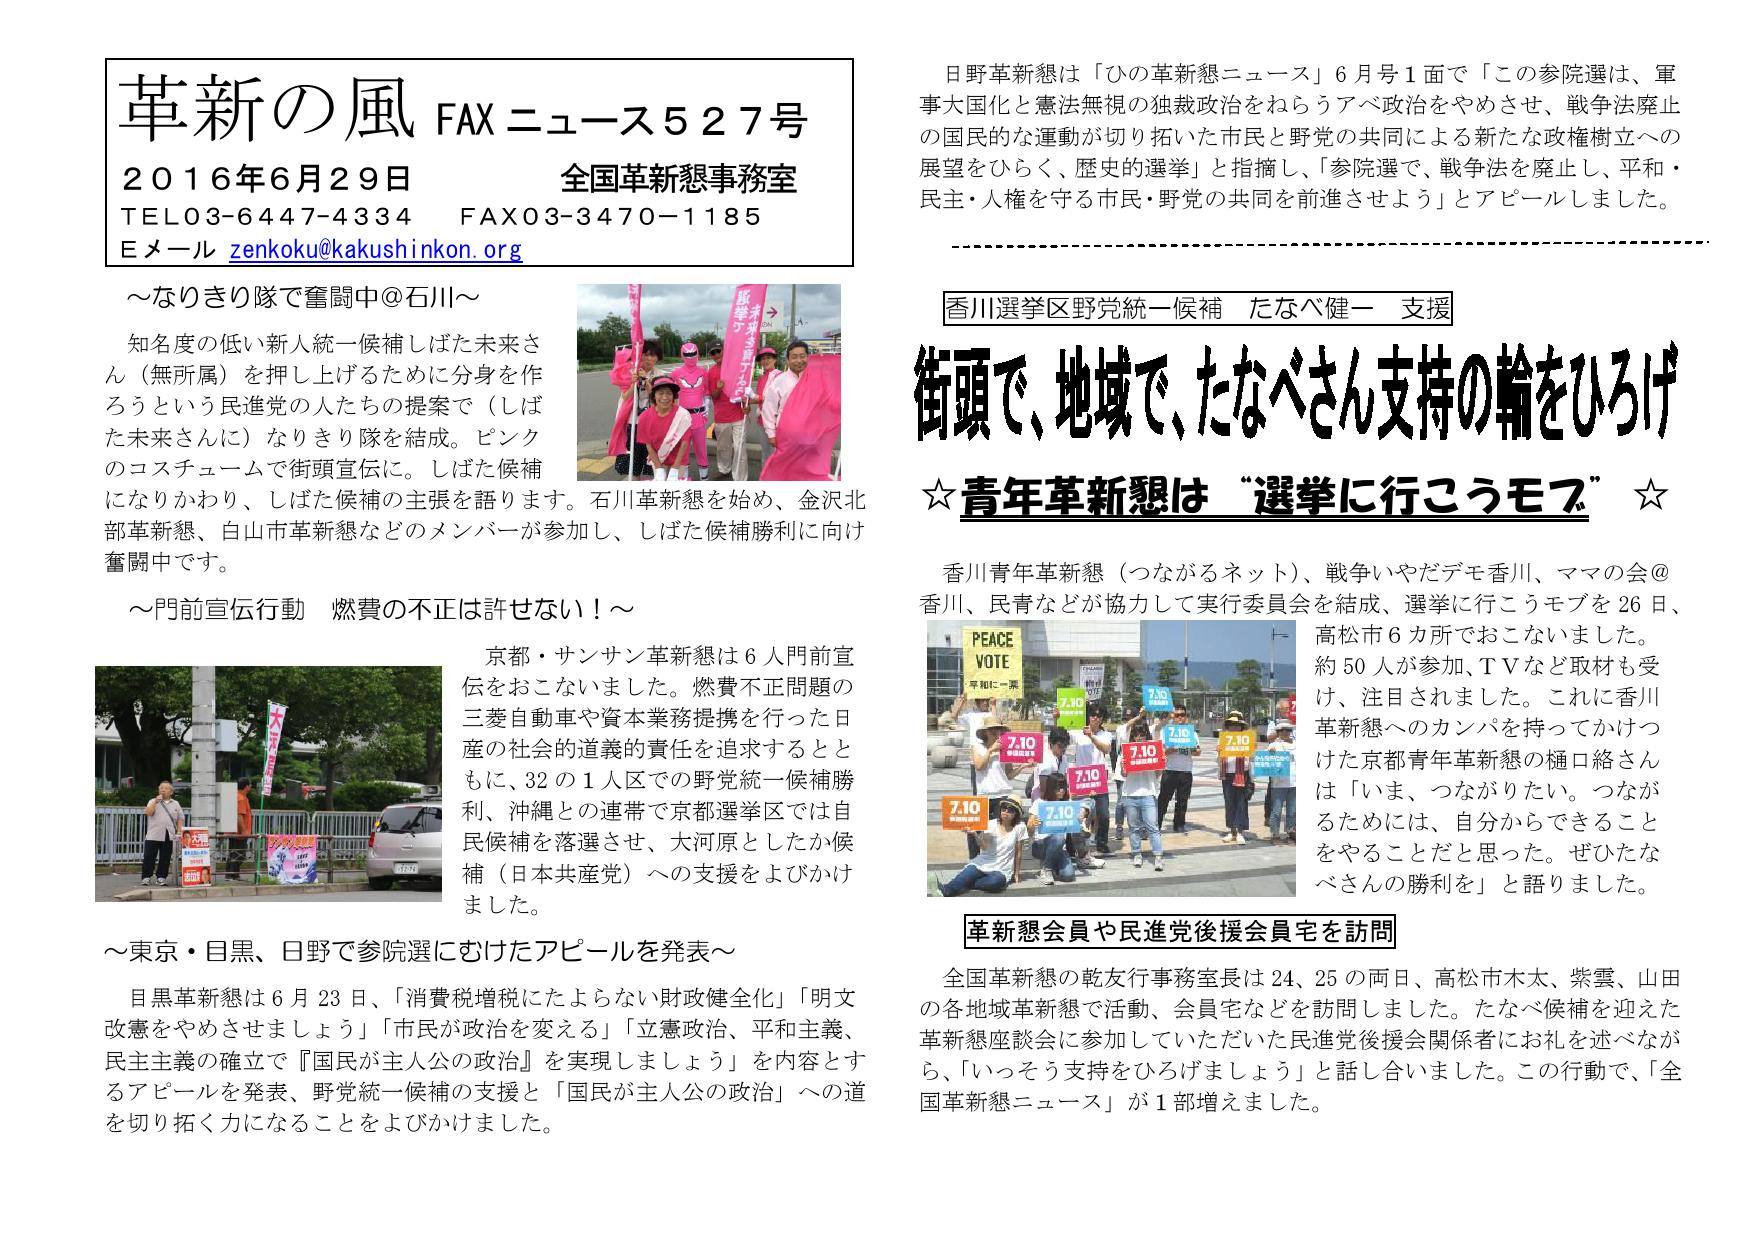 革新の風 FAX ニュース５２７号
２０１６年６月２９日　全国革新懇事務室
ＴＥＬ０３−６４４７−４３３４　ＦＡＸ０３−３４７０−１１８５
Ｅメール zenkoku@kakushinkon.org
～なりきり隊で奮闘中＠石川～
知名度の低い新人統一候補しばた未来さ
ん（無所属）を押し上げるために分身を作
ろうという民進党の人たちの提案で（しば
た未来さんに）なりきり隊を結成。ピンク
のコスチュームで街頭宣伝に。しばた候補
になりかわり、しばた候補の主張を語ります。石川革新懇を始め、金沢北
部革新懇、白山市革新懇などのメンバーが参加し、しばた候補勝利に向け
奮闘中です。
～門前宣伝行動　燃費の不正は許せない！～
京都・サンサン革新懇は６人門前宣
伝をおこないました。燃費不正問題の
三菱自動車や資本業務提携を行った日
産の社会的道義的責任を追求するとと
もに、32 の１人区での野党統一候補勝
利、沖縄との連帯で京都選挙区では自
民候補を落選させ、大河原としたか候
補（日本共産党）への支援をよびかけ
ました。
～東京・目黒、日野で参院選にむけたアピールを発表～
目黒革新懇は６月 23 日、「消費税増税にたよらない財政健全化」「明文
改憲をやめさせましょう」「市民が政治を変える」「立憲政治、平和主義、
民主主義の確立で『国民が主人公の政治』を実現しましょう」を内容とす
るアピールを発表、野党統一候補の支援と「国民が主人公の政治」への道
を切り拓く力になることをよびかけました。
日野革新懇は「ひの革新懇ニュース」６月号１面で「この参院選は、軍
事大国化と憲法無視の独裁政治をねらうアベ政治をやめさせ、戦争法廃止
の国民的な運動が切り拓いた市民と野党の共同による新たな政権樹立への
展望をひらく、歴史的選挙」と指摘し、「参院選で、戦争法を廃止し、平和・
民主・人権を守る市民・野党の共同を前進させよう」とアピールしました。
香川選挙区野党統一候補　たなべ健一　支援
街頭で、地域で、たなべさん支持の輪をひろげ
☆青年革新懇は “選挙に行こうモブ” ☆
香川青年革新懇（つながるネット）、戦争いやだデモ香川、ママの会＠
香川、民青などが協力して実行委員会を結成、選挙に行こうモブを 26 日、
高松市６カ所でおこないました。
約 50 人が参加、ＴＶなど取材も受
け、注目されました。これに香川
革新懇へのカンパを持ってかけつ
けた京都青年革新懇の樋口絡さん
は「いま、つながりたい。つなが
るためには、自分からできること
をやることだと思った。ぜひたな
べさんの勝利を」と語りました。
PEACE
VOTE
平和に一票
7.10
7.10
7.10
7.10
7.10
7.10
7.10
7.10
7.10
革新懇会員や民進党後援会員宅を訪問
全国革新懇の乾友行事務室長は 24、25 の両日、高松市木太、紫雲、山田
の各地域革新懇で活動、会員宅などを訪問しました。たなべ候補を迎えた
革新懇座談会に参加していただいた民進党後援会関係者にお礼を述べなが
ら、「いっそう支持をひろげましょう」と話し合いました。この行動で、「全
国革新懇ニュース」が１部増えました。